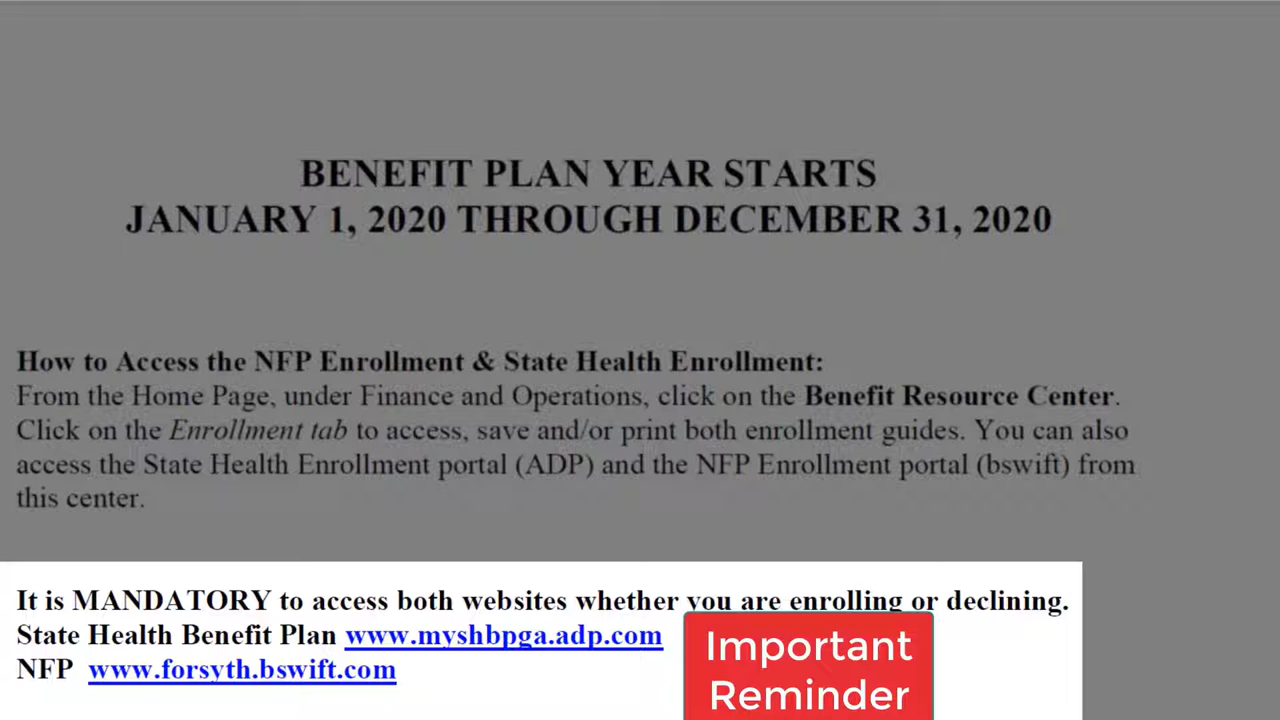 BENEFIT PLAN YEAR STARTS
JANUARY 1, 2020 THROUGH DECEMBER 31, 2020
How to Access the NFP Enrollment & State Health Enrollment:
From the Home Page, under Finance and Operations, click on the Benefit Resource Center.
Click on the Enrollment tab to access, save and/or print both enrollment guides. You can also
access the State Health Enrollment portal (ADP) and the NFP Enrollment portal (bswift) from
this center.
It is MANDATORY to access both websites whether you are enrolling or declining.
State Health Benefit Plan www.myshbpga.adp.com
NFP www.forsyth.bswift.com
Important
Reminder